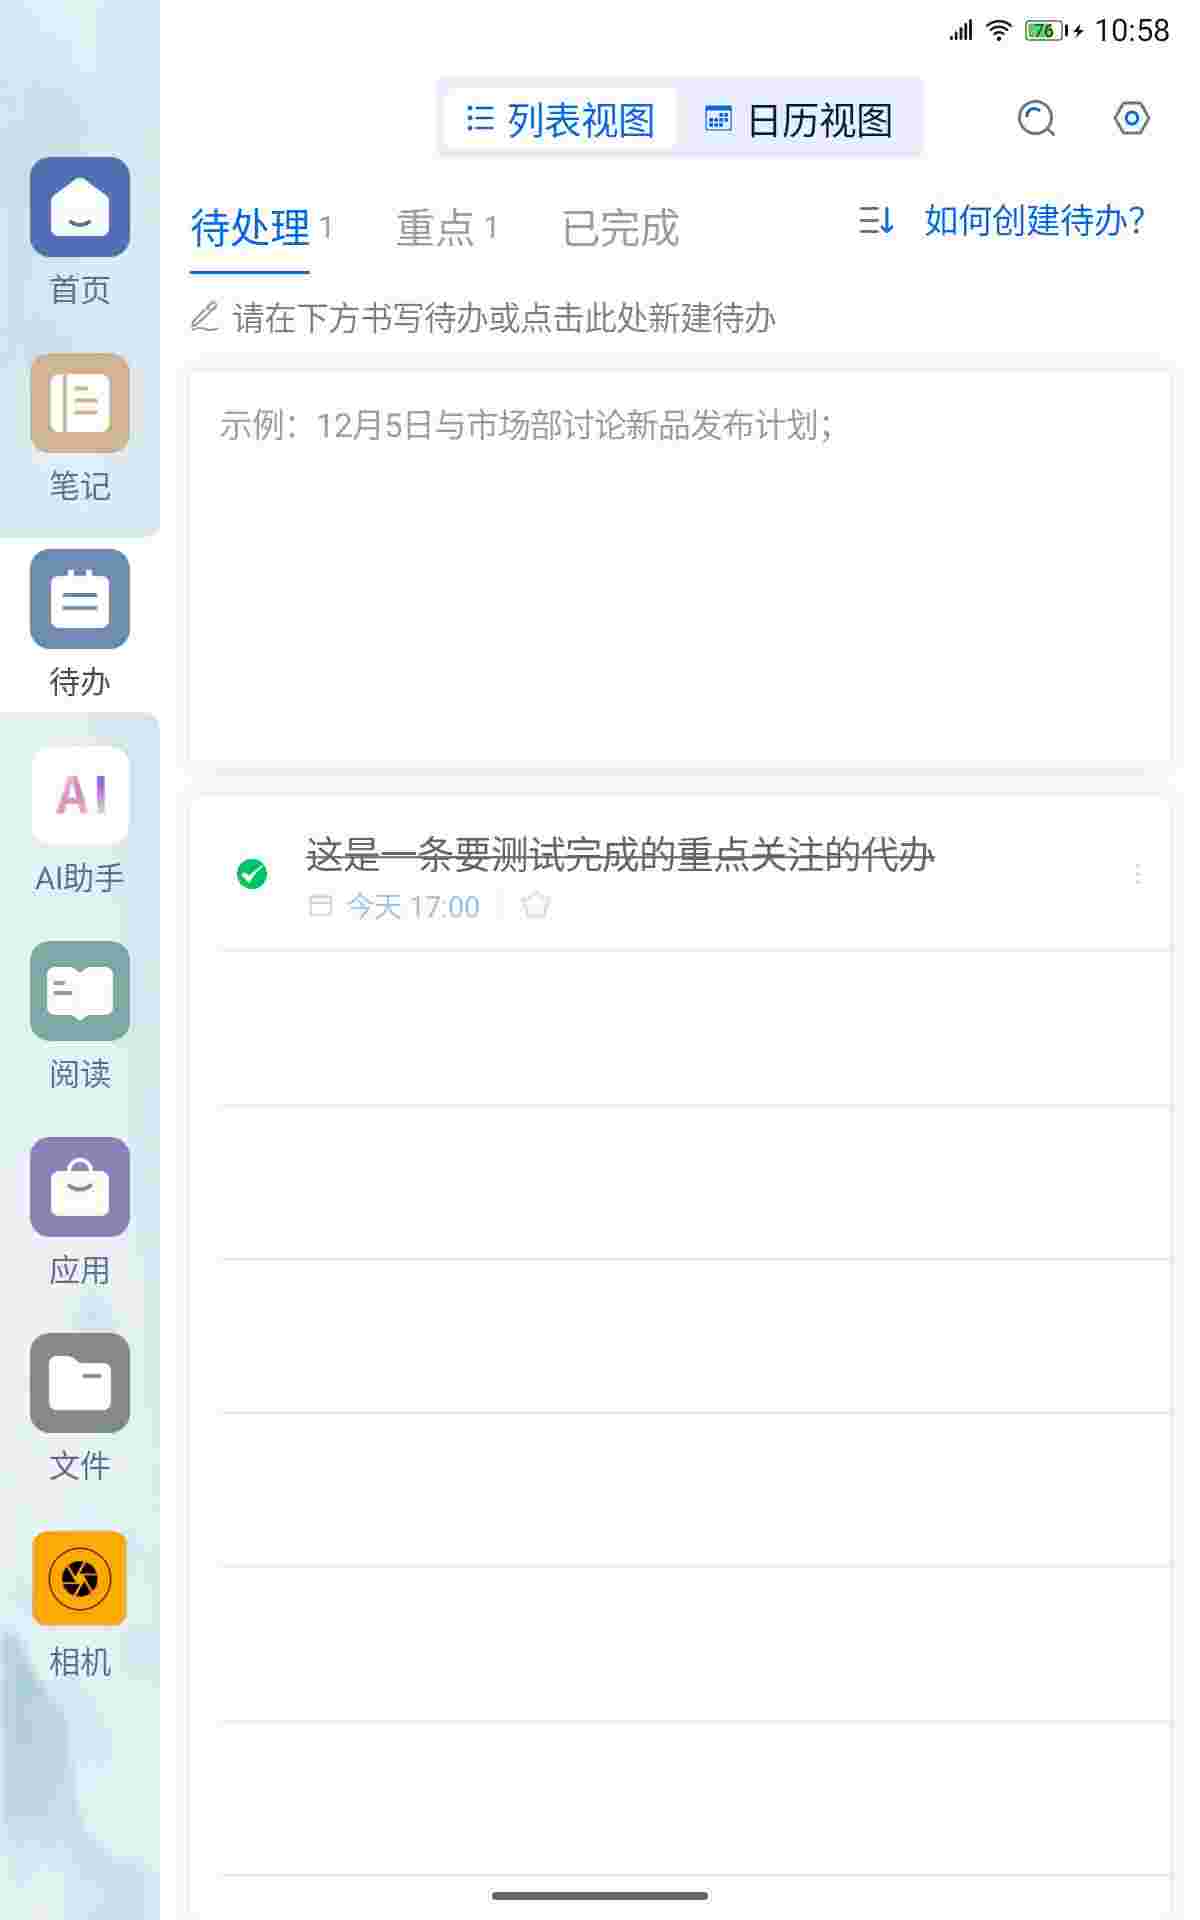 76 10:58
列表视图 日历视图
待处理 1 重点 1 已完成 如何创建待办?
请在下方书写待办或点击此处新建待办
示例：12月5日与市场部讨论新品发布计划；
这是一条要测试完成的重点关注的代办
今天 17:00
首页
笔记
待办
AI
AI助手
阅读
应用
文件
相机